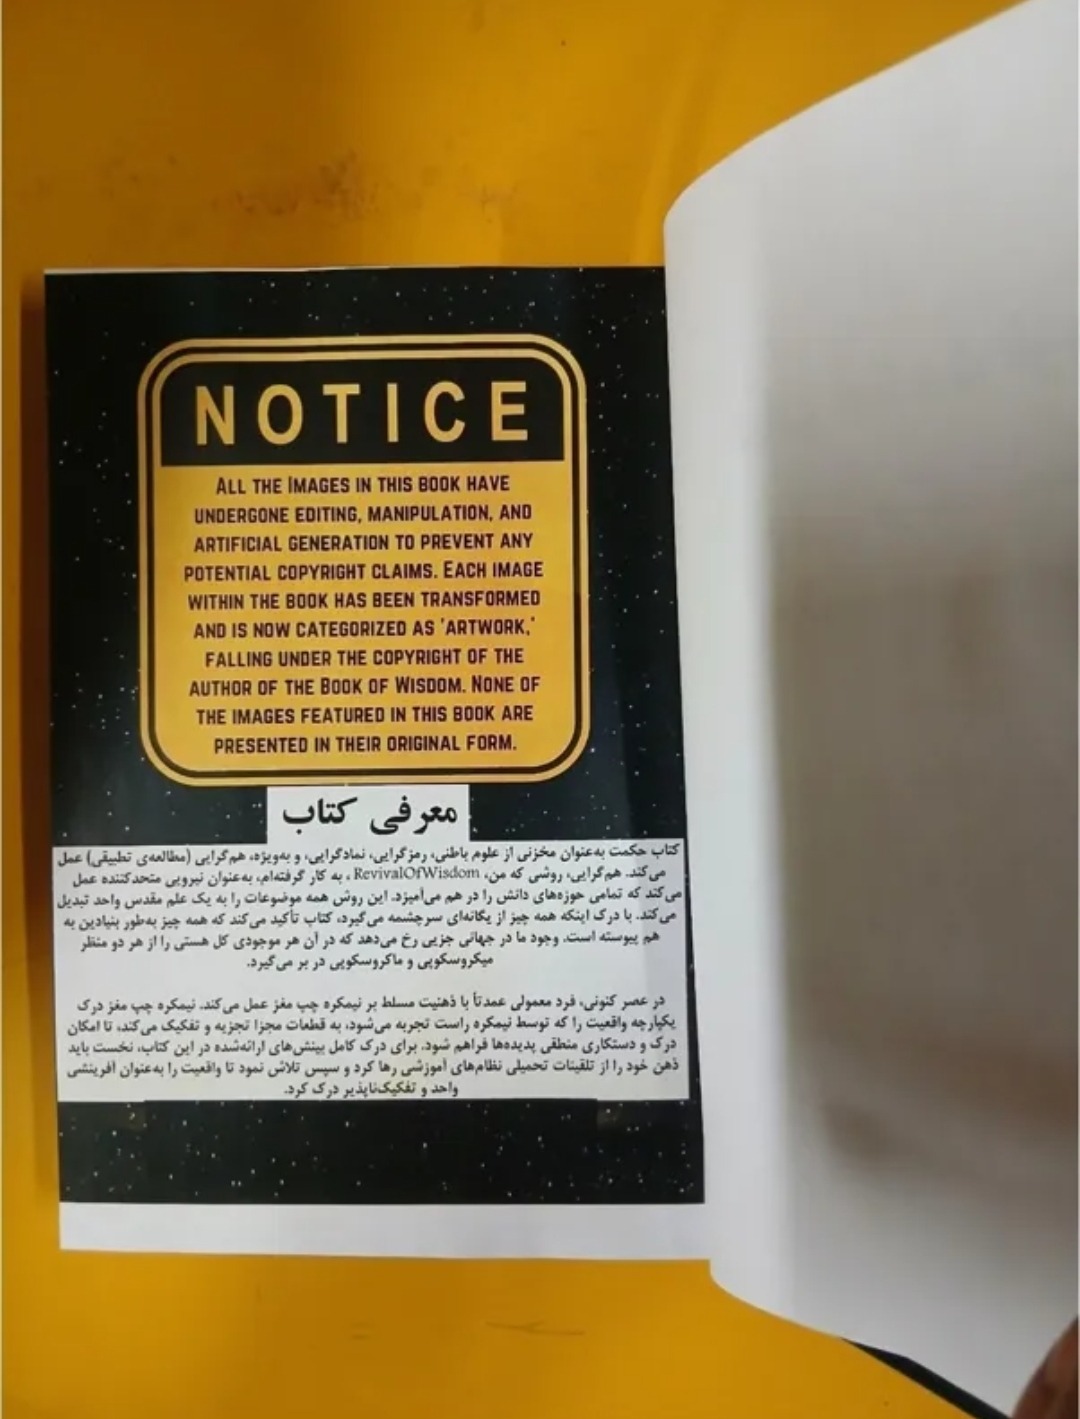 NOTICE
ALL THE IMAGES IN THIS BOOK HAVE
UNDERGONE EDITING, MANIPULATION, AND
ARTIFICIAL GENERATION TO PREVENT ANY
POTENTIAL COPYRIGHT CLAIMS. EACH IMAGE
WITHIN THE BOOK HAS BEEN TRANSFORMED
AND IS NOW CATEGORIZED AS 'ARTWORK,'
FALLING UNDER THE COPYRIGHT OF THE
AUTHOR OF THE BOOK OF WISDOM. NONE OF
THE IMAGES FEATURED IN THIS BOOK ARE
PRESENTED IN THEIR ORIGINAL FORM.
معرفی کتاب
کتاب حکمت به‌عنوان مخزنی از علوم باطنی، رمزگرایی، نمادگرایی، و به‌ویژه، هم‌گرایی (مطالعه‌ی تطبیقی) عمل
می‌کند. هم‌گرایی، روشی که من، RevivalOfWisdom ، به کار گرفته‌ام، به‌عنوان نیرویی متحدکننده عمل
می‌کند که تمامی حوزه‌های دانش را در هم می‌آمیزد. این روش همه موضوعات را به یک علم مقدس واحد تبدیل
می‌کند. با درک اینکه همه چیز از یگانه‌ای سرچشمه می‌گیرد، کتاب تأکید می‌کند که همه چیز به‌طور بنیادین به
هم پیوسته است. وجود ما در جهانی جزیی رخ می‌دهد که در آن هر موجودی کل هستی را از هر دو منظر
میکروسکوپی و ماکروسکوپی در بر می‌گیرد.
در عصر کنونی، فرد معمولی عمدتاً با ذهنیت مسلط بر نیمکره چپ مغز عمل می‌کند. نیمکره چپ مغز درک
یکپارچه واقعیت را که توسط نیمکره راست تجربه می‌شود، به قطعات مجزا تجزیه و تفکیک می‌کند، تا امکان
درک و دستکاری منطقی پدیده‌ها فراهم شود. برای درک کامل بینش‌های ارائه‌شده در این کتاب، نخست باید
ذهن خود را از تلقینات تحمیلی نظام‌های آموزشی رها کرد و سپس تلاش نمود تا واقعیت را به‌عنوان آفرینشی
واحد و تفکیک‌ناپذیر درک کرد.